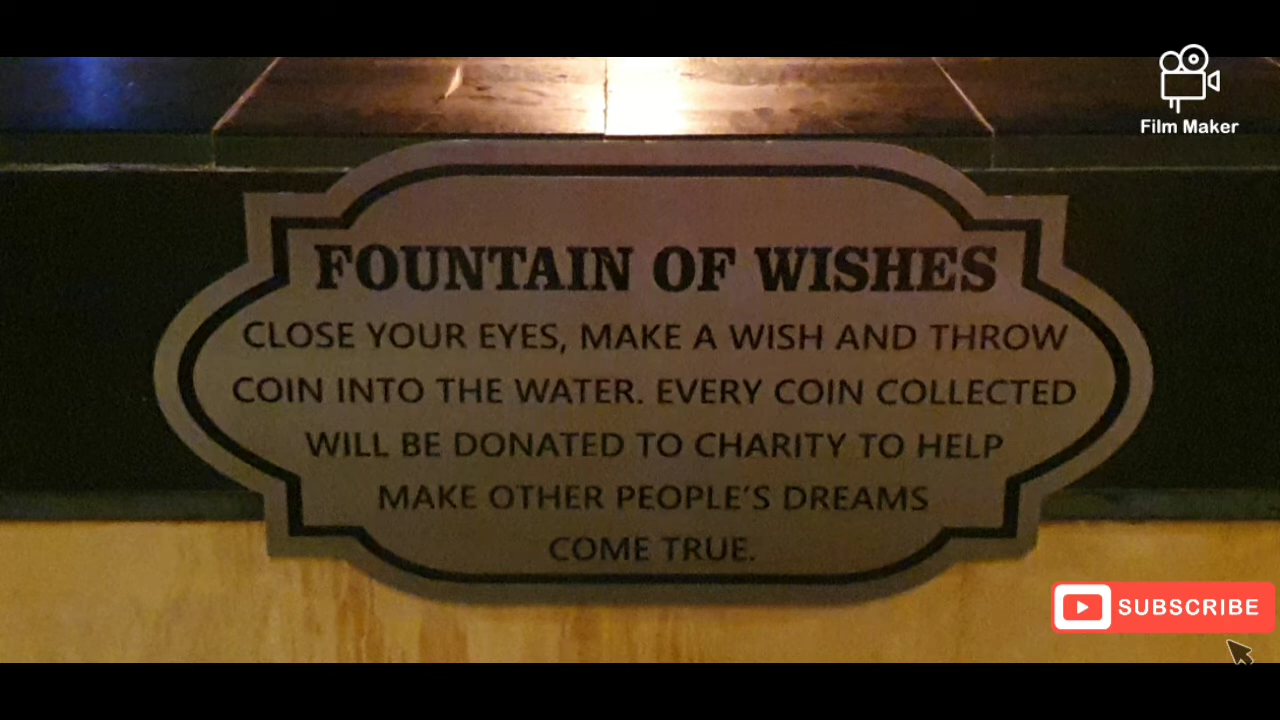 Film Maker
FOUNTAIN OF WISHES
CLOSE YOUR EYES, MAKE A WISH AND THROW
COIN INTO THE WATER. EVERY COIN COLLECTED
WILL BE DONATED TO CHARITY TO HELP
MAKE OTHER PEOPLE'S DREAMS
COME TRUE.
SUBSCRIBE